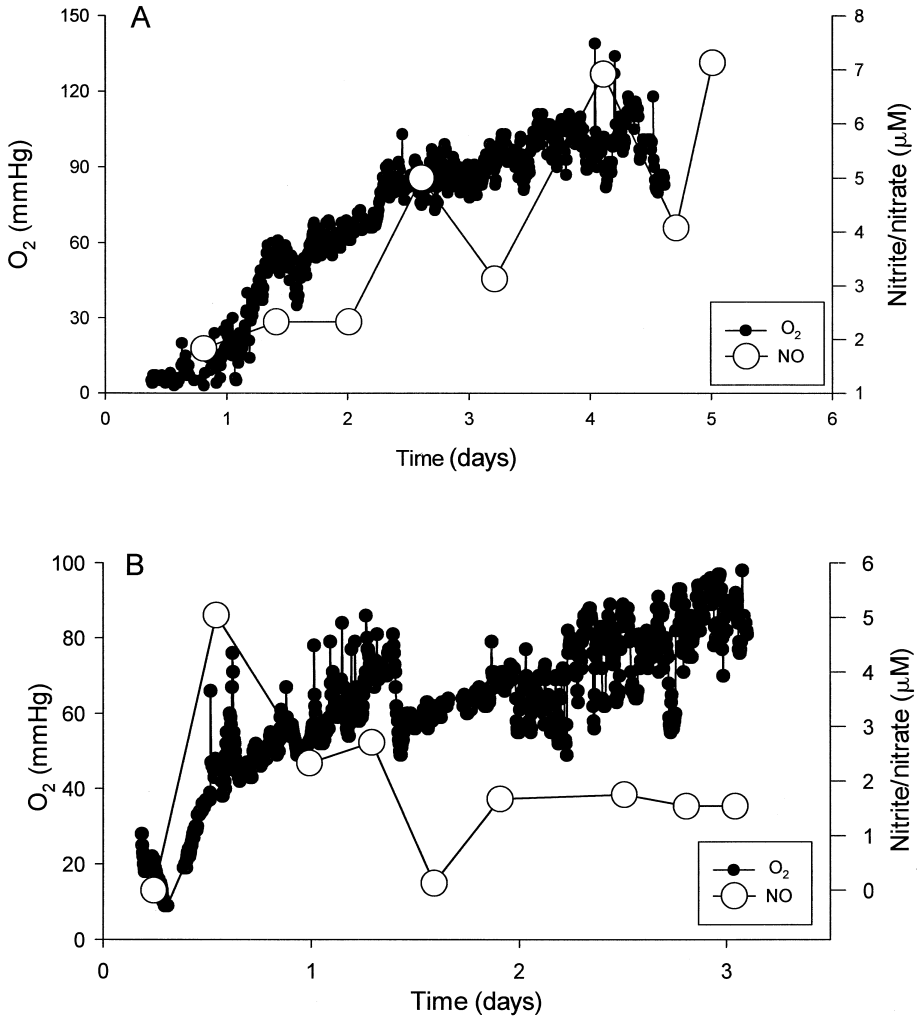 A
150
120
90
60
30
0
O₂ (mmHg)
8
7
6
5
4
3
2
1
Nitrite/nitrate (μM)
O₂
NO
0 1 2 3 4 5 6
Time (days)
B
100
80
60
40
20
0
O₂ (mmHg)
6
5
4
3
2
1
0
Nitrite/nitrate (μM)
O₂
NO
0 1 2 3
Time (days)